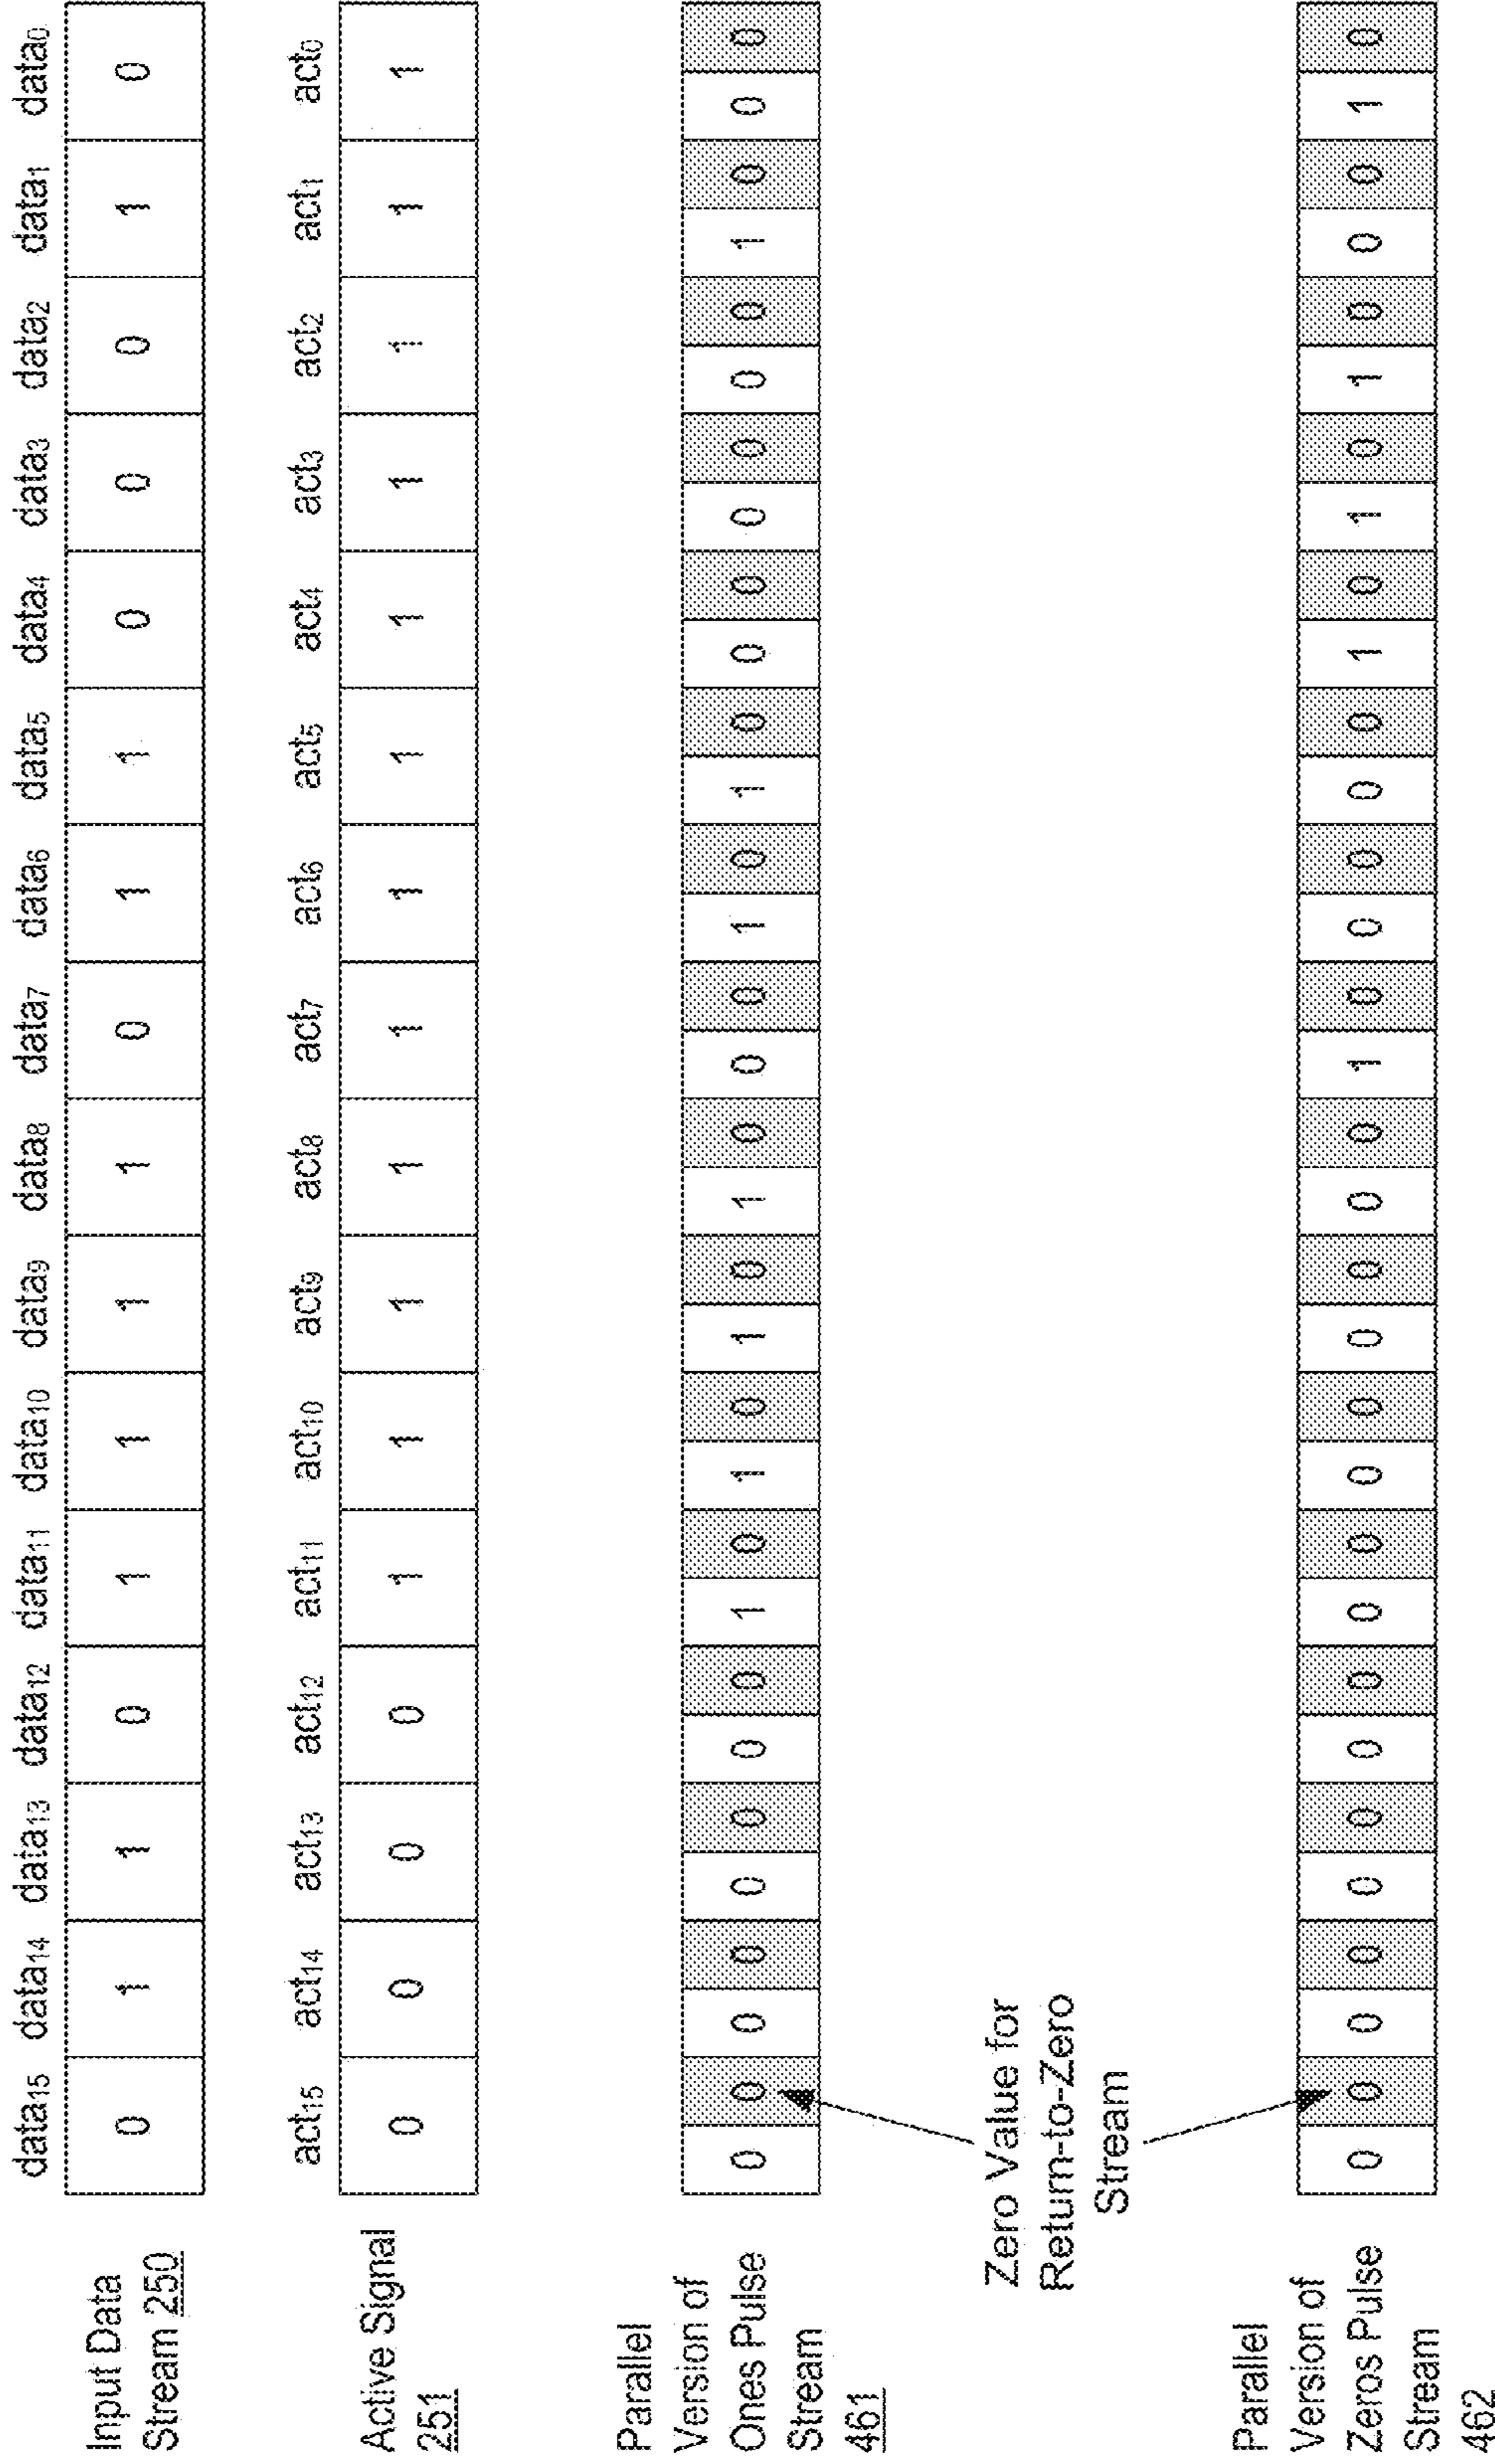 data15 data14 data13 data12 data11 data10 data9 data8 data7 data6 data5 data4 data3 data2 data1 data0
Input Data
Stream 250
0 1 1 0 1 1 1 1 0 1 1 0 0 0 1 0
act15 act14 act13 act12 act11 act10 act9 act8 act7 act6 act5 act4 act3 act2 act1 act0
Active Signal
251
0 0 0 0 1 1 1 1 1 1 1 1 1 1 1 1
Parallel
Version of
Ones Pulse
Stream
461
0 0 0 0 0 0 0 0 1 0 1 0 1 0 1 0 0 0 1 0 1 0 0 0 0 0 0 0 1 0 0 0
Zero Value for
Return-to-Zero
Stream
Parallel
Version of
Zeros Pulse
Stream
462
0 0 0 0 0 0 0 0 0 0 0 0 0 0 0 0 1 0 0 0 0 0 1 0 1 0 1 0 0 0 1 0